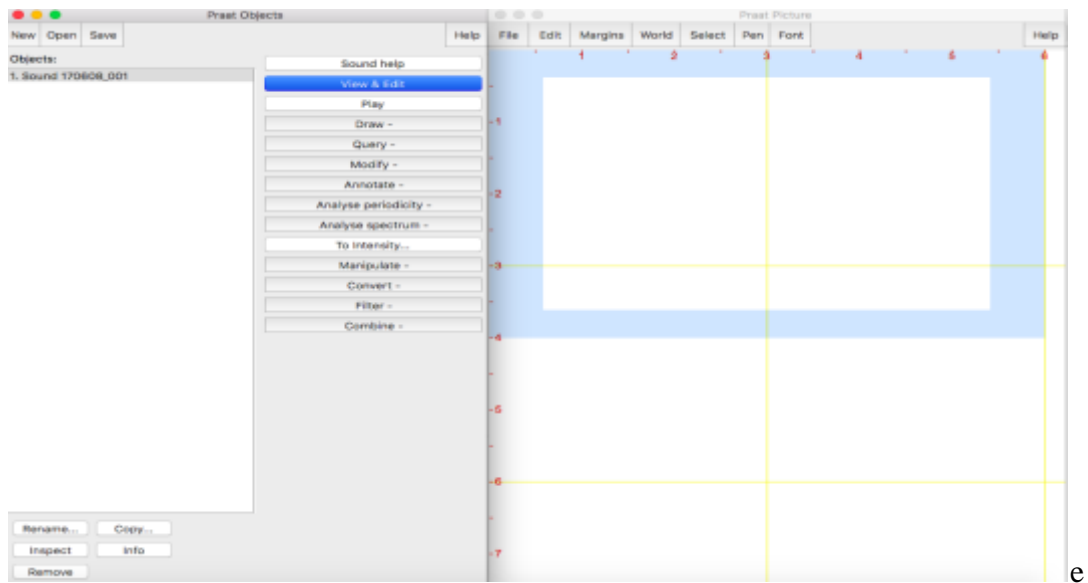 Praat Objects
New Open Save Help
Objects:
1. Sound 170608_001
Sound help
View & Edit
Play
Draw -
Query -
Modify -
Annotate -
Analyse periodicity -
Analyse spectrum -
To Intensity...
Manipulate -
Convert -
Filter -
Combine -
Rename... Copy...
Inspect Info
Remove
Praat Picture
File Edit Margins World Select Pen Font Help
1 2 3 4 5 6
1
2
3
4
5
6
7
e